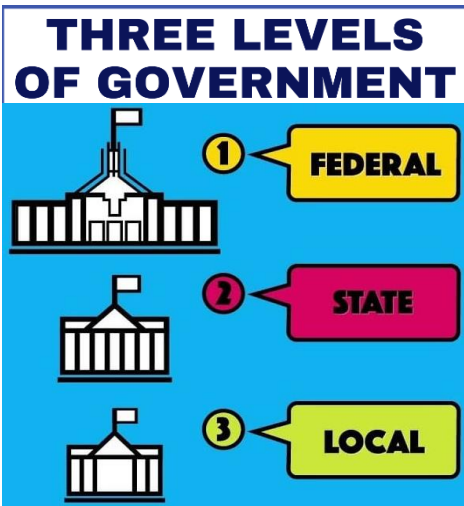 THREE LEVELS
OF GOVERNMENT
1
FEDERAL
2
STATE
3
LOCAL